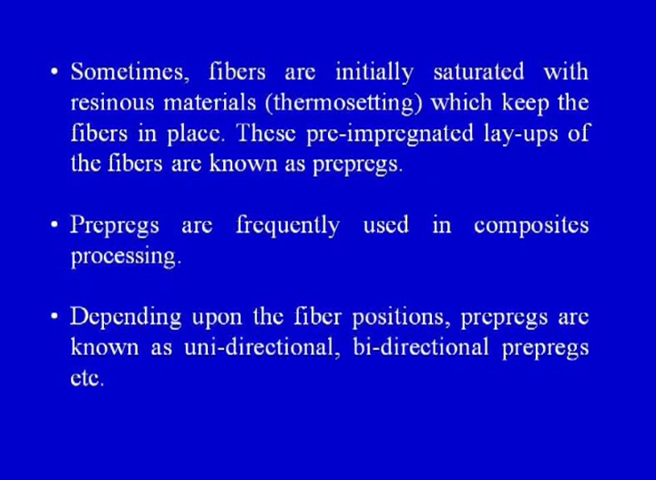 • Sometimes, fibers are initially saturated with
resinous materials (thermosetting) which keep the
fibers in place. These pre-impregnated lay-ups of
the fibers are known as prepregs.
• Prepregs are frequently used in composites
processing.
• Depending upon the fiber positions, prepregs are
known as uni-directional, bi-directional prepregs
etc.